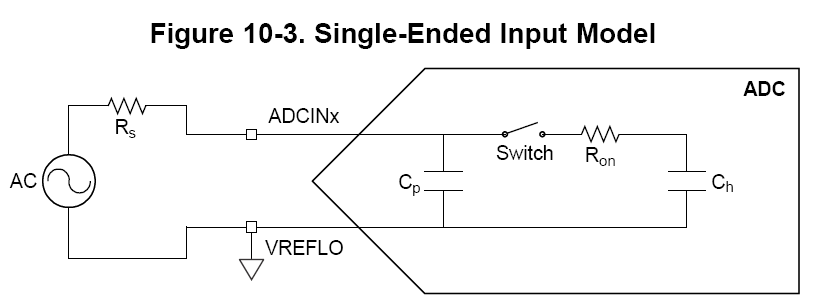 Figure 10-3. Single-Ended Input Model
ADC
ADCINx
Rs
Switch
Ron
AC
Cp
Ch
VREFLO